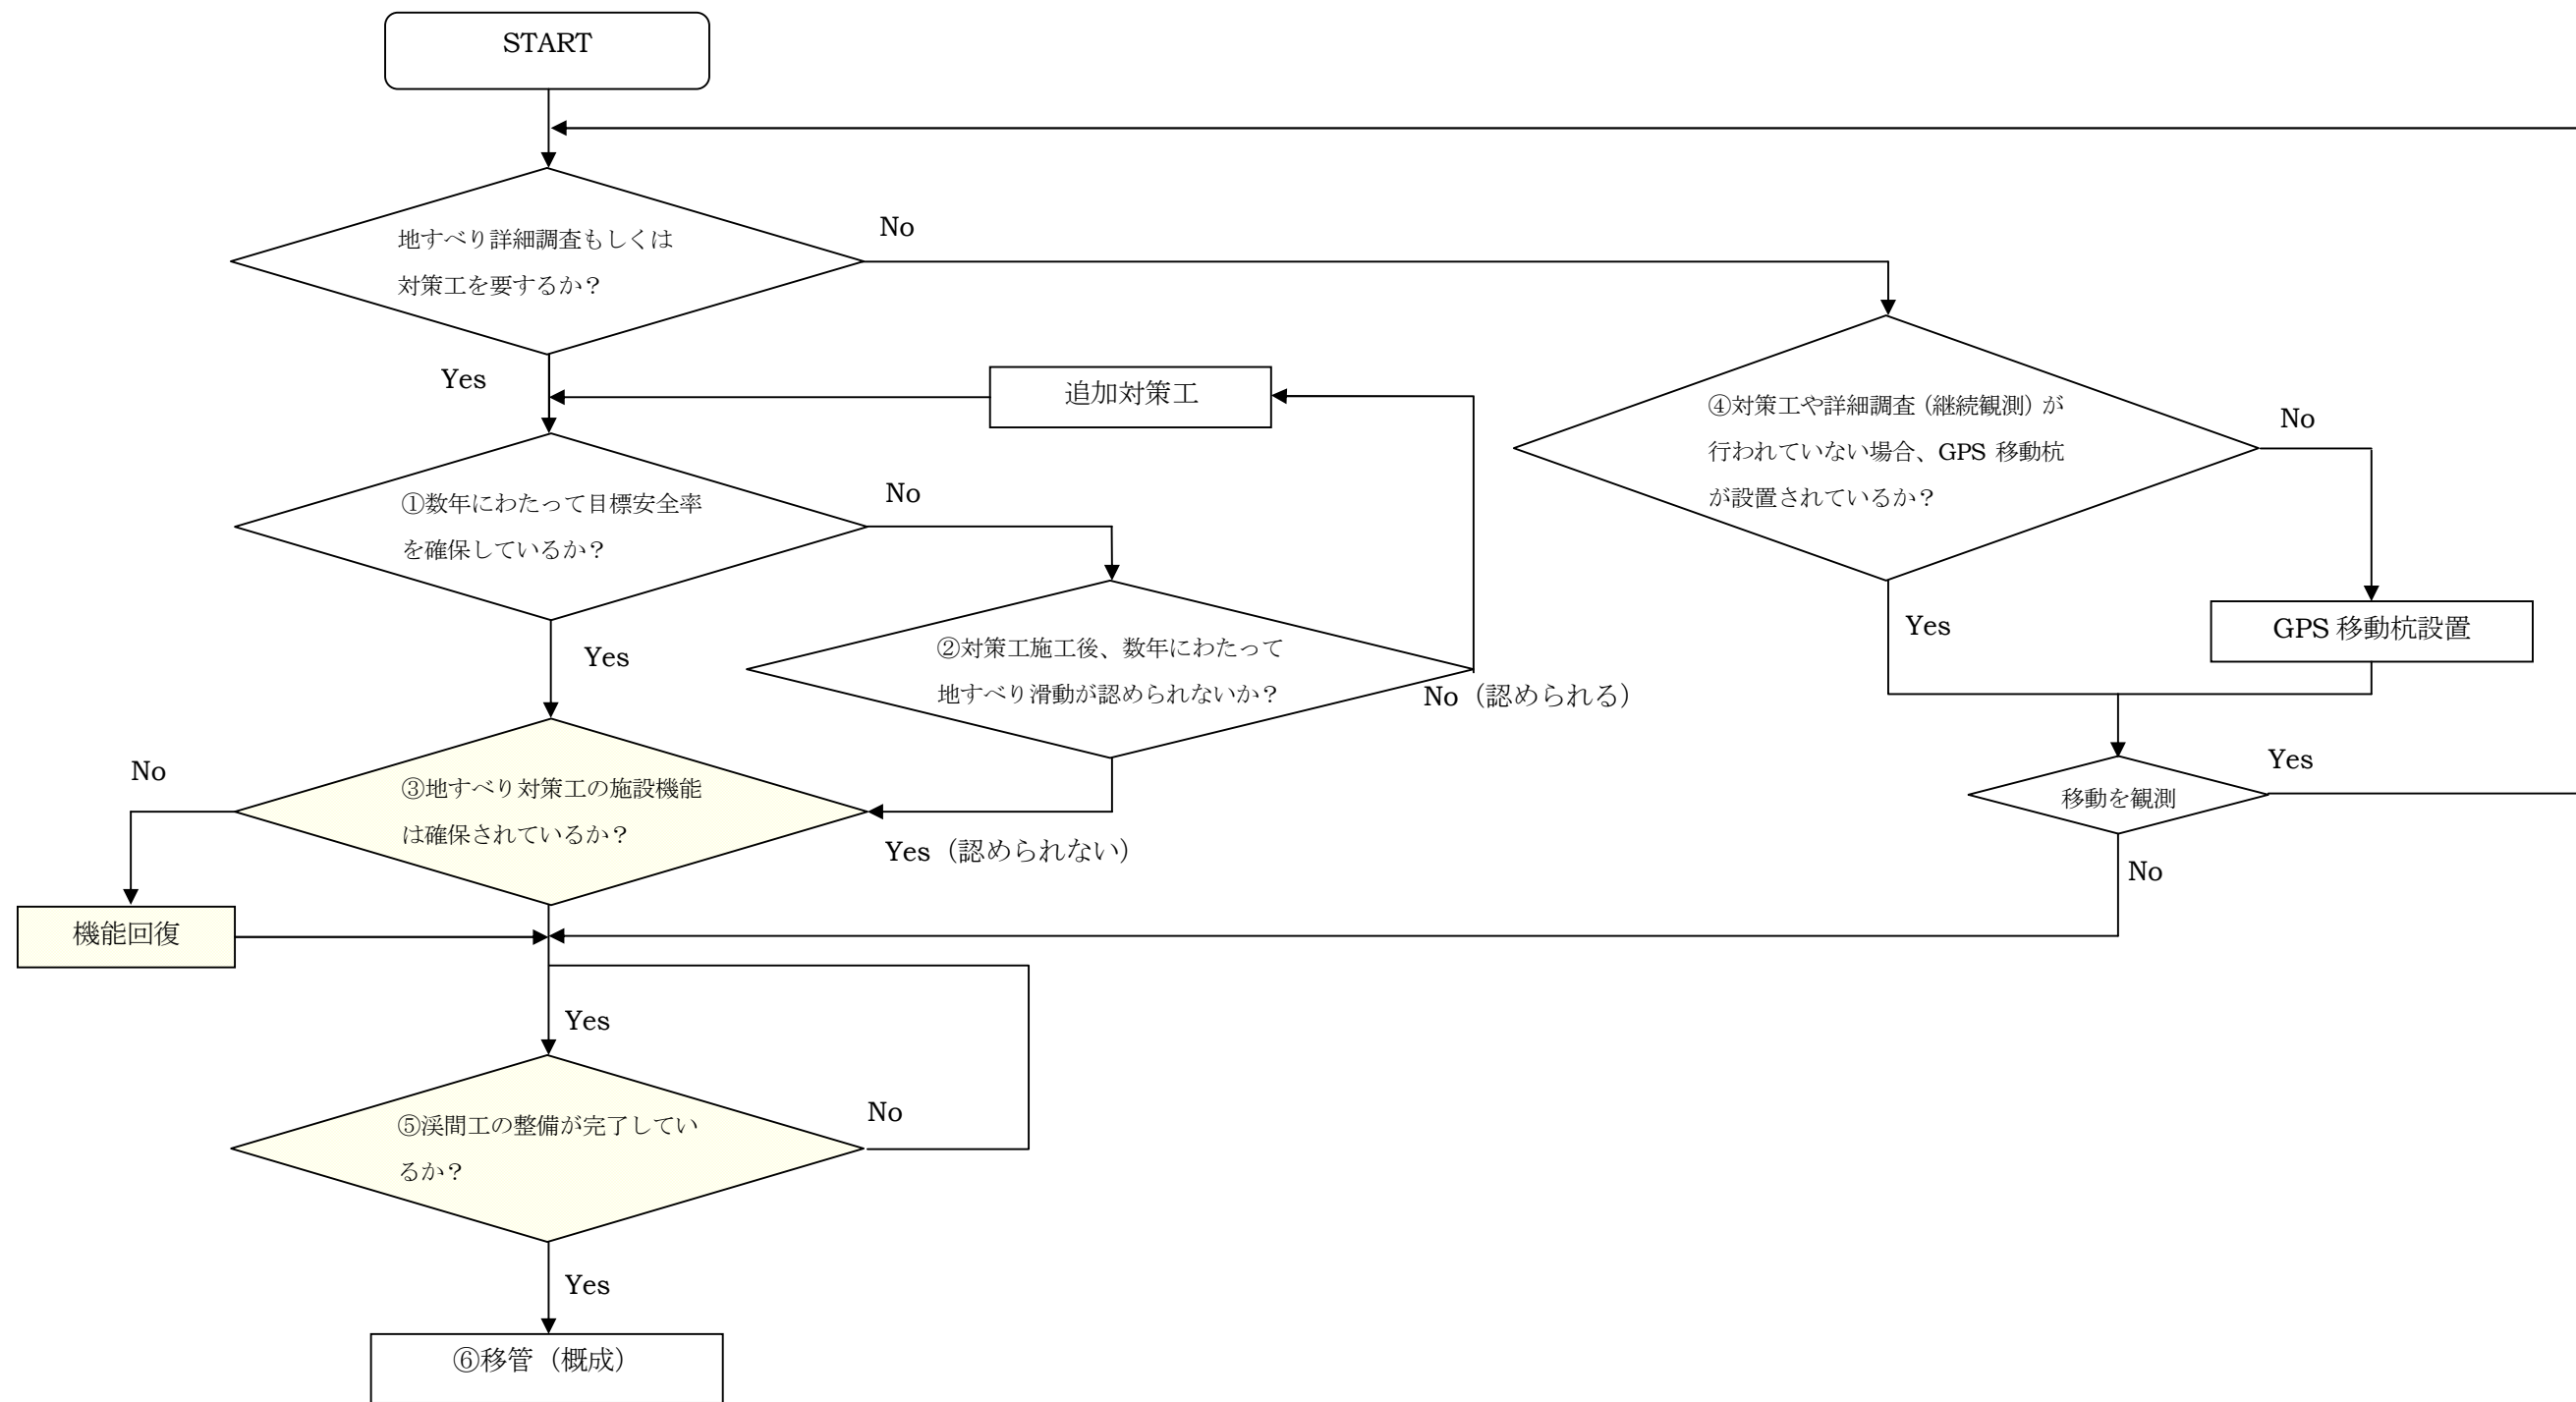 START
No
地すべり詳細調査もしくは
対策工を要するか？
Yes
追加対策工
④対策工や詳細調査（継続観測）が
行われていない場合、GPS 移動杭
が設置されているか？
No
①数年にわたって目標安全率
を確保しているか？
No
Yes
②対策工施工後、数年にわたって
地すべり滑動が認められないか？
No（認められる）
Yes
GPS 移動杭設置
No
③地すべり対策工の施設機能
は確保されているか？
Yes（認められない）
移動を観測
Yes
No
機能回復
Yes
⑤渓間工の整備が完了してい
るか？
No
Yes
⑥移管（概成）